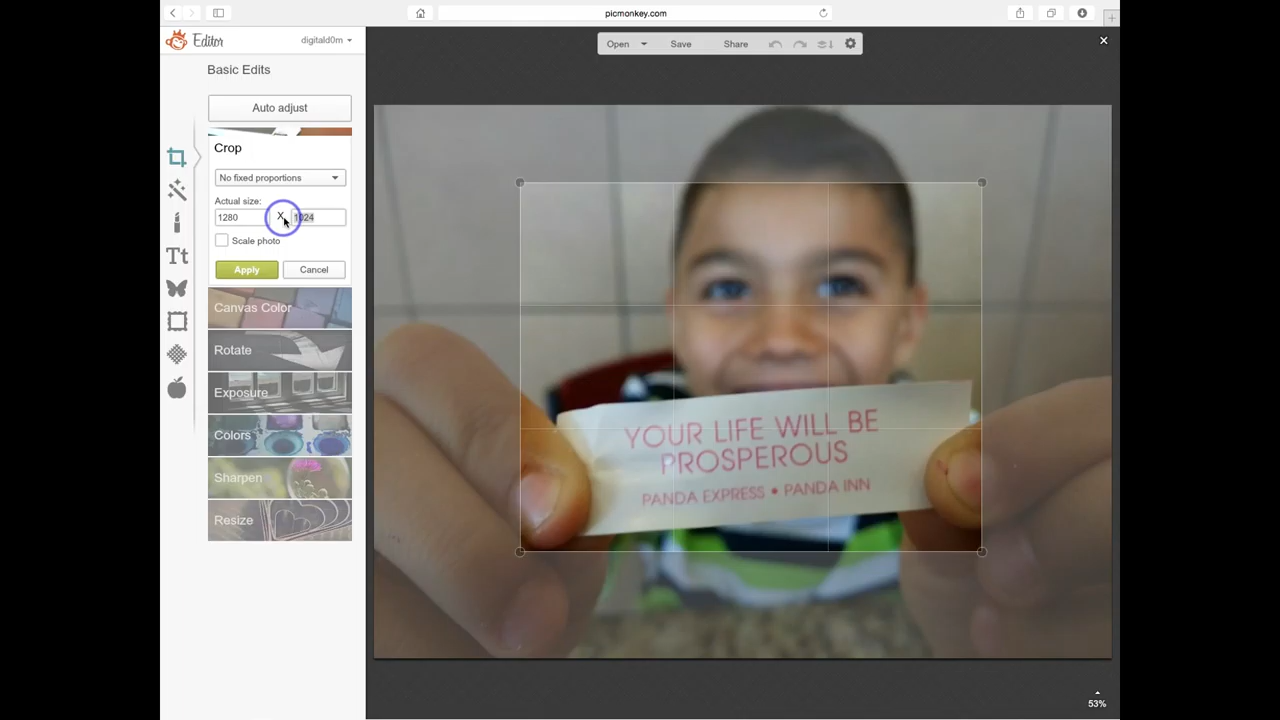 picmonkey.com
Editor
digitald0m
Open
Save
Share
Basic Edits
Auto adjust
Crop
No fixed proportions
Actual size:
1280 X 1024
Scale photo
Apply
Cancel
Canvas Color
Rotate
Exposure
Colors
Sharpen
Resize
Tt
YOUR LIFE WILL BE
PROSPEROUS
PANDA EXPRESS • PANDA INN
53%